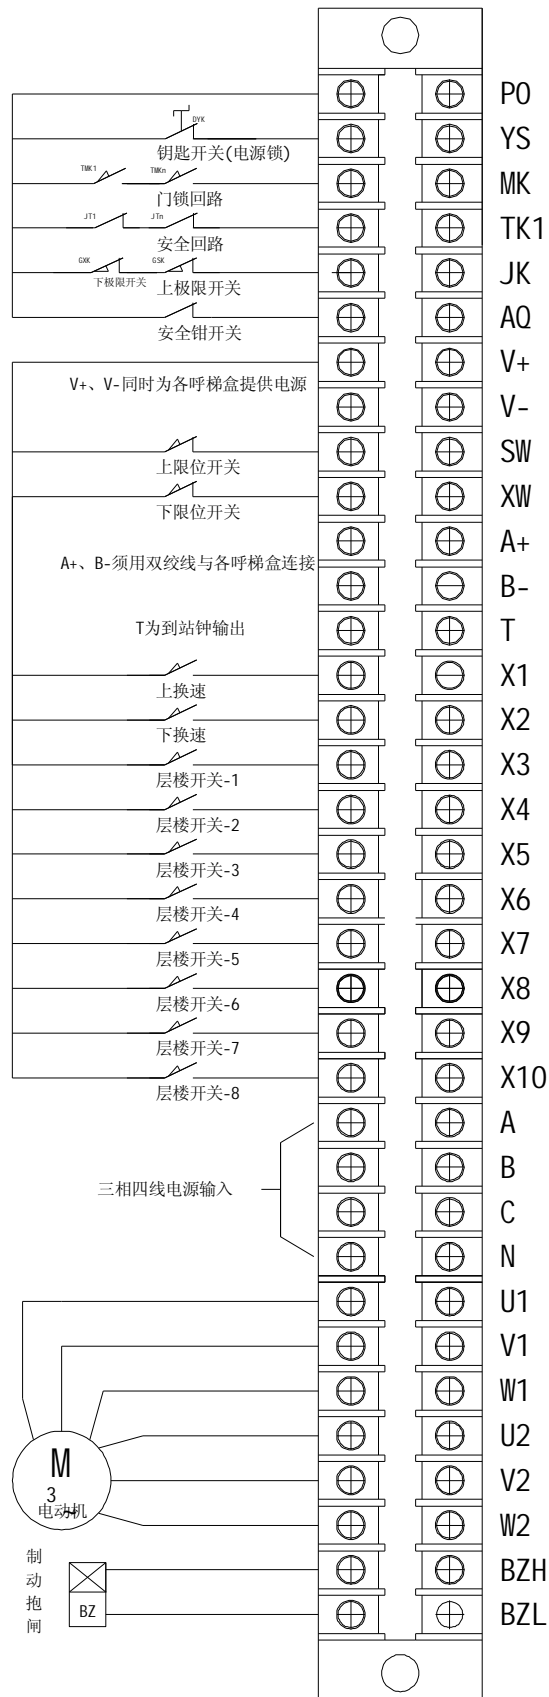 P0
DYK
YS
钥匙开关(电源锁)
TMK1 TMKn
MK
门锁回路
JT1 JTn
TK1
安全回路
GXK GSK
JK
下极限开关 上极限开关
AQ
安全钳开关
V+
V+、V-同时为各呼梯盒提供电源
V-
SW
上限位开关
XW
下限位开关
A+
A+、B-须用双绞线与各呼梯盒连接
B-
T为到站钟输出
T
X1
上换速
X2
下换速
X3
层楼开关-1
X4
层楼开关-2
X5
层楼开关-3
X6
层楼开关-4
X7
层楼开关-5
X8
层楼开关-6
X9
层楼开关-7
X10
层楼开关-8
A
B
三相四线电源输入
C
N
U1
V1
W1
U2
M
3~
电动机
V2
W2
制动抱闸
BZH
BZ
BZL